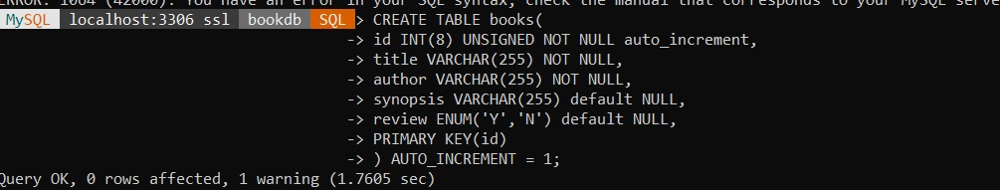 ERROR: 1064 (42000): You have an error in your SQL syntax; check the manual that corresponds to your MySQL serve
MySQL localhost:3306 ssl bookdb SQL > CREATE TABLE books(
-> id INT(8) UNSIGNED NOT NULL auto_increment,
-> title VARCHAR(255) NOT NULL,
-> author VARCHAR(255) NOT NULL,
-> synopsis VARCHAR(255) default NULL,
-> review ENUM('Y','N') default NULL,
-> PRIMARY KEY(id)
-> ) AUTO_INCREMENT = 1;
Query OK, 0 rows affected, 1 warning (1.7605 sec)